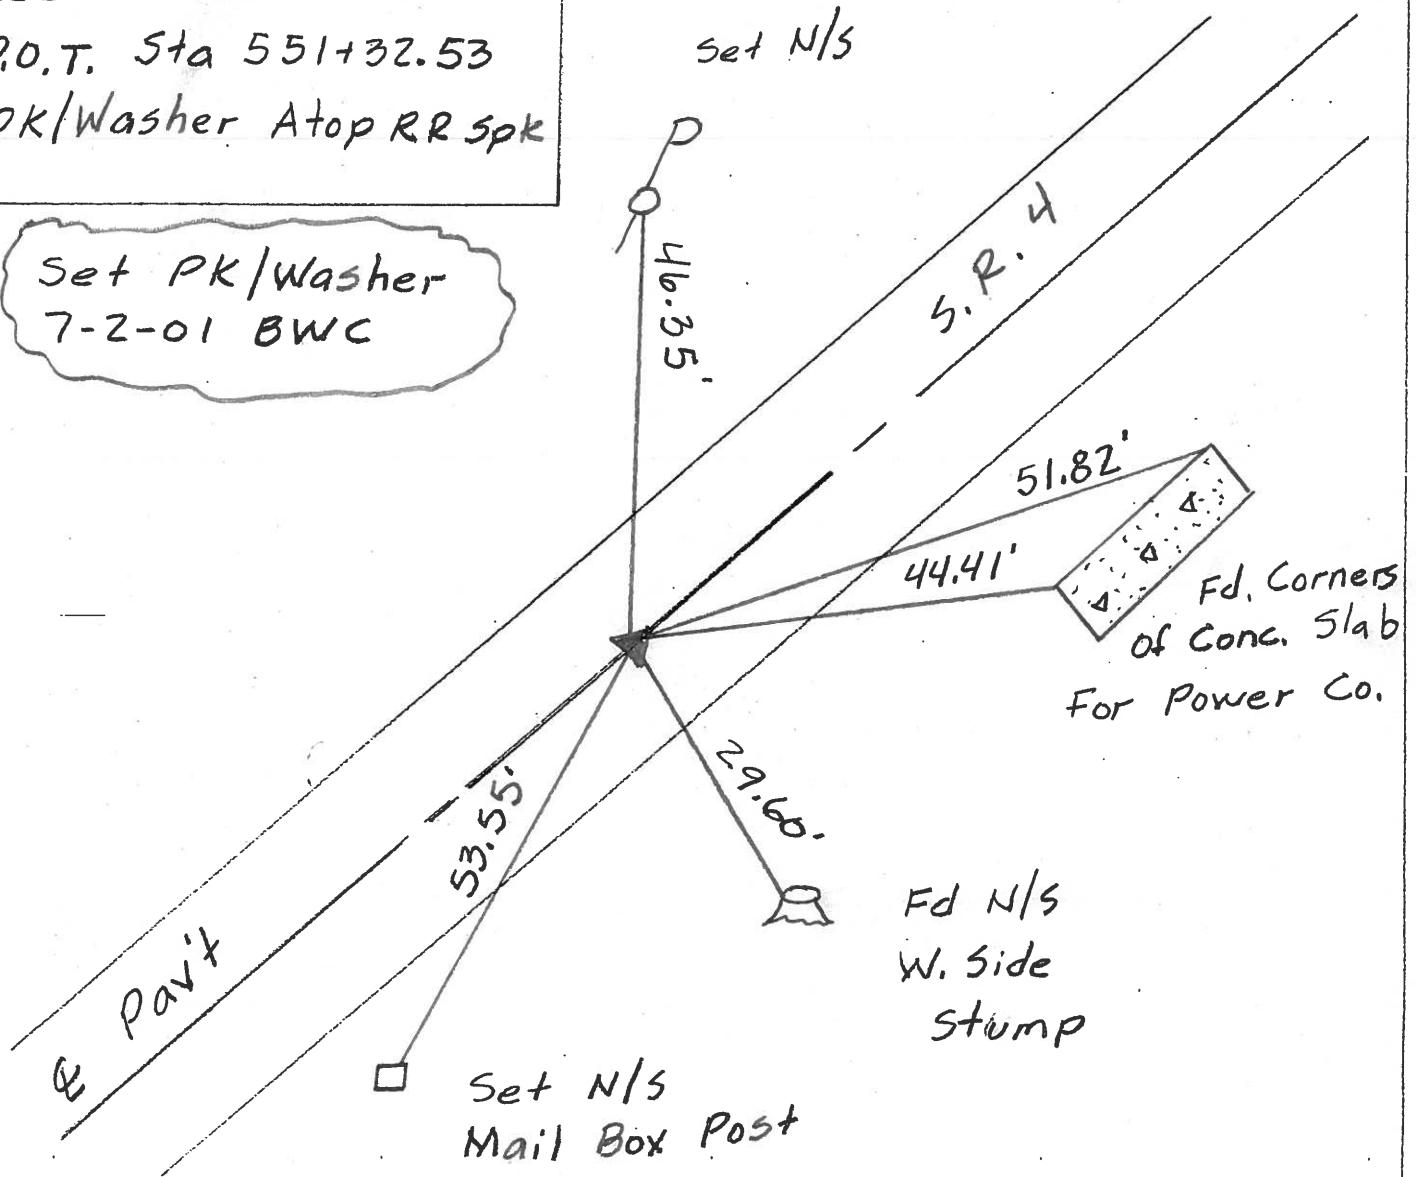 P.O.T. Sta 551+32.53
PK/Washer Atop RR Spk
Set N/S
Set PK/Washer
7-2-01 BWC
46.35'
S.R. 4
51.82'
44.41'
Fd. Corners
of Conc. Slab
For Power Co.
53.55'
29.60'
Fd N/S
W. Side
Stump
℄ Pav't
Set N/S
Mail Box Post